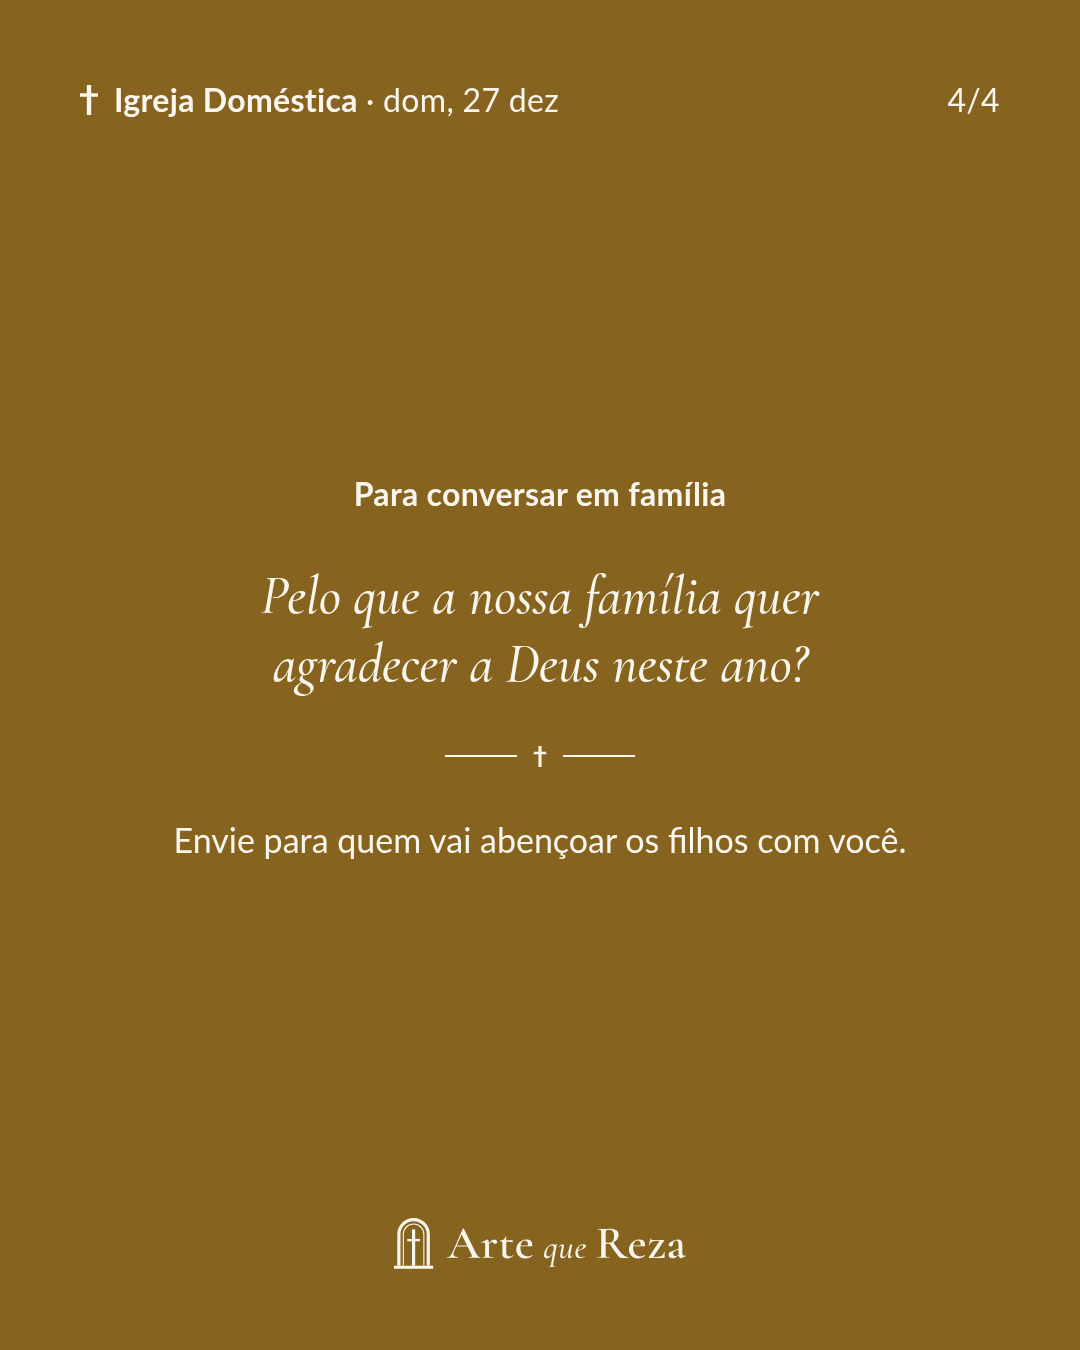 Igreja Doméstica · dom, 27 dez
4/4
Para conversar em família
Pelo que a nossa família quer
agradecer a Deus neste ano?
Envie para quem vai abençoar os filhos com você.
Arte que Reza